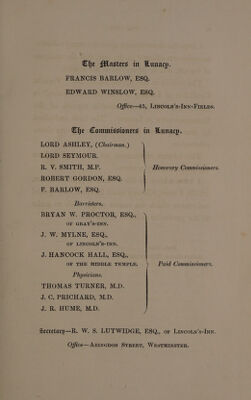 The Masters in Lunacy.
FRANCIS BARLOW, ESQ.
EDWARD WINSLOW, ESQ.
Office—45, LINCOLN'S-INN-FIELDS.
The Commissioners in Lunacy.
LORD ASHLEY, (Chairman.)
LORD SEYMOUR.
R. V. SMITH, M.P. Honorary Commissioners.
ROBERT GORDON, ESQ.
F. BARLOW, ESQ.
Barristers.
BRYAN W. PROCTOR, ESQ.,
OF GRAY'S-INN.
J. W. MYLNE, ESQ.,
OF LINCOLN'S-INN.
J. HANCOCK HALL, ESQ.,
OF THE MIDDLE TEMPLE. Paid Commissioners.
Physicians.
THOMAS TURNER, M.D.
J. C. PRICHARD, M.D.
J. R. HUME, M.D.
Secretary—R. W. S. LUTWIDGE, ESQ., OF LINCOLN'S-INN.
Office—ABINGDON STREET, WESTMINSTER.